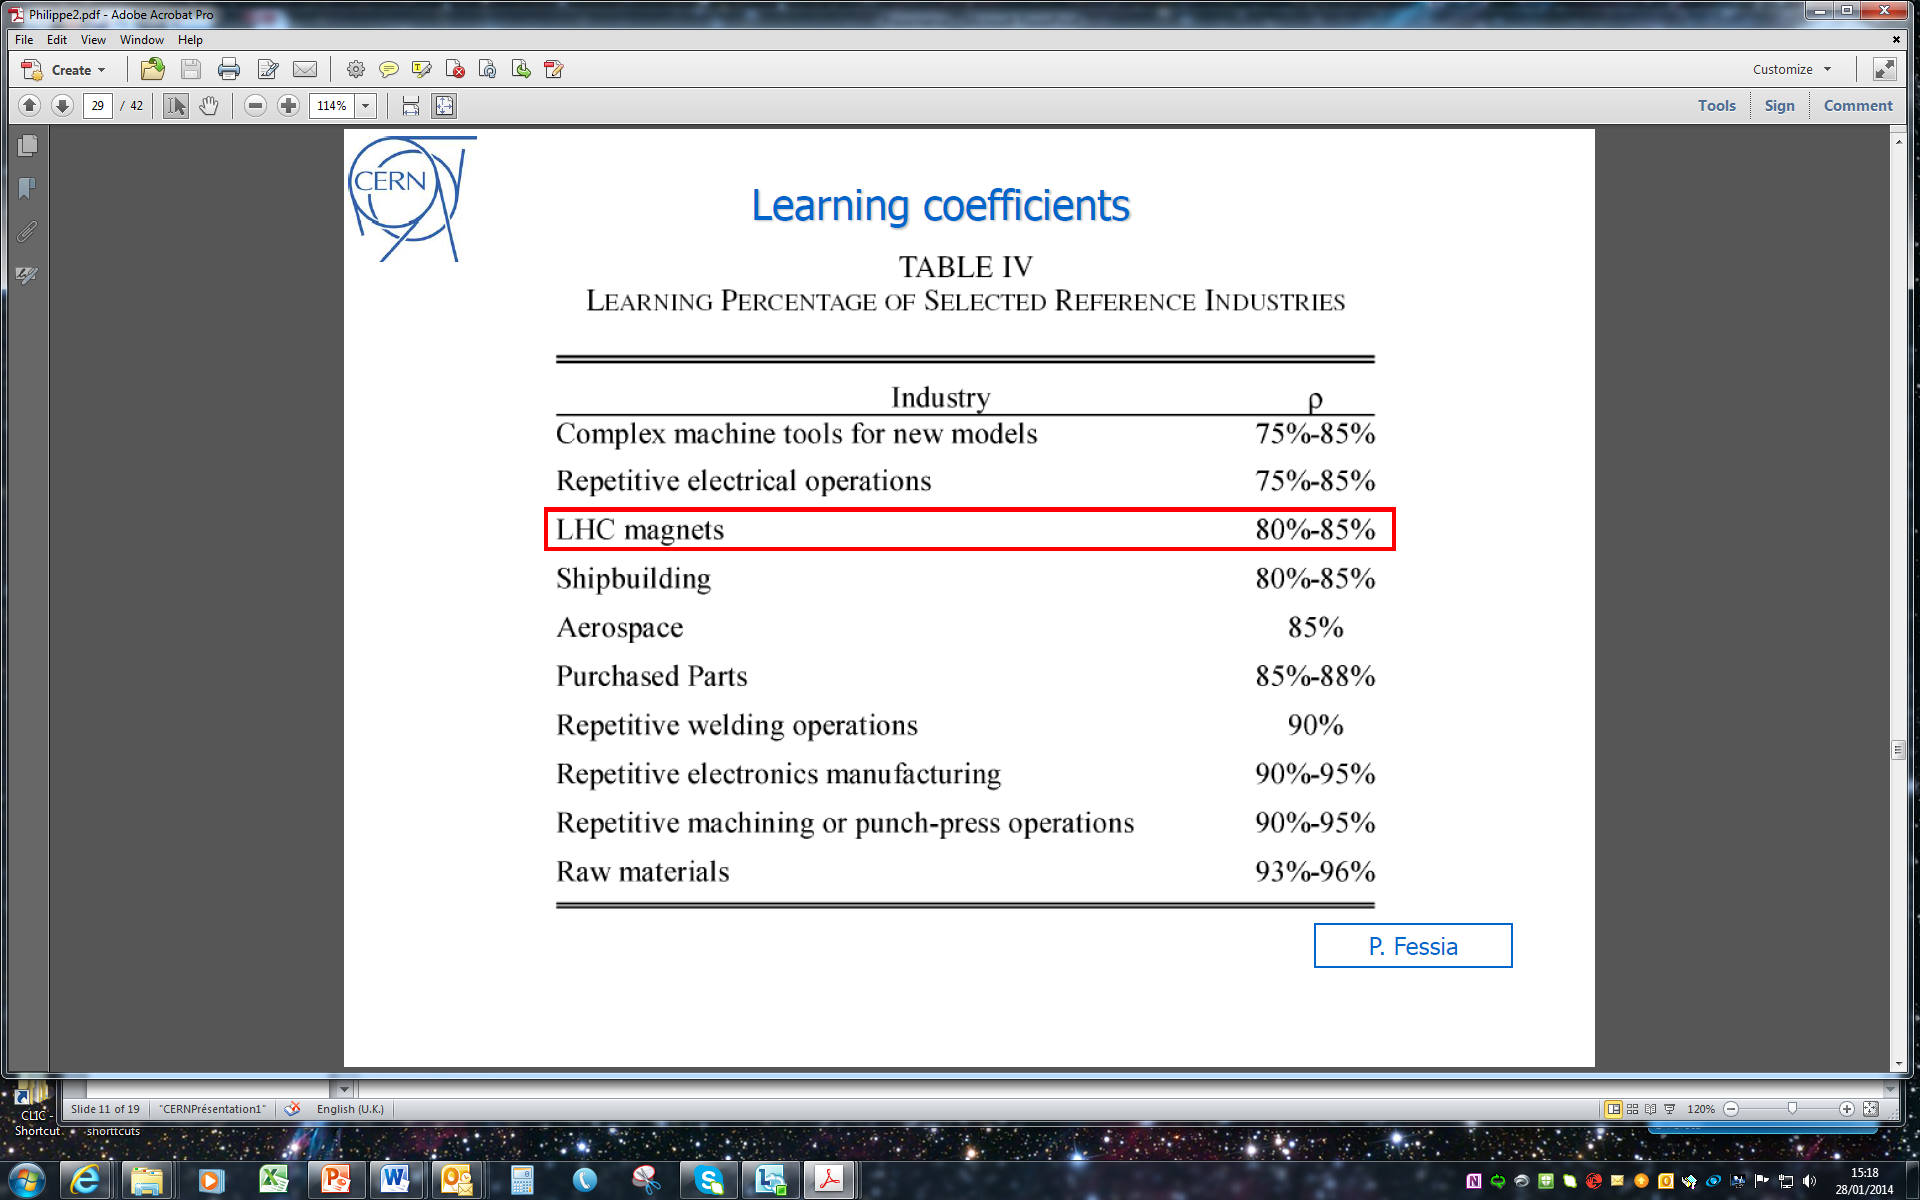 Philippe2.pdf - Adobe Acrobat Pro
File Edit View Window Help
Create
Customize
29 / 42
114%
Tools Sign Comment
CERN
Learning coefficients
TABLE IV
LEARNING PERCENTAGE OF SELECTED REFERENCE INDUSTRIES
Industry ρ
Complex machine tools for new models 75%-85%
Repetitive electrical operations 75%-85%
LHC magnets 80%-85%
Shipbuilding 80%-85%
Aerospace 85%
Purchased Parts 85%-88%
Repetitive welding operations 90%
Repetitive electronics manufacturing 90%-95%
Repetitive machining or punch-press operations 90%-95%
Raw materials 93%-96%
P. Fessia
Slide 11 of 19 "CERNPrésentation1" English (U.K.) 120%
CLIC -
Shortcut shorttcuts
15:18
28/01/2014